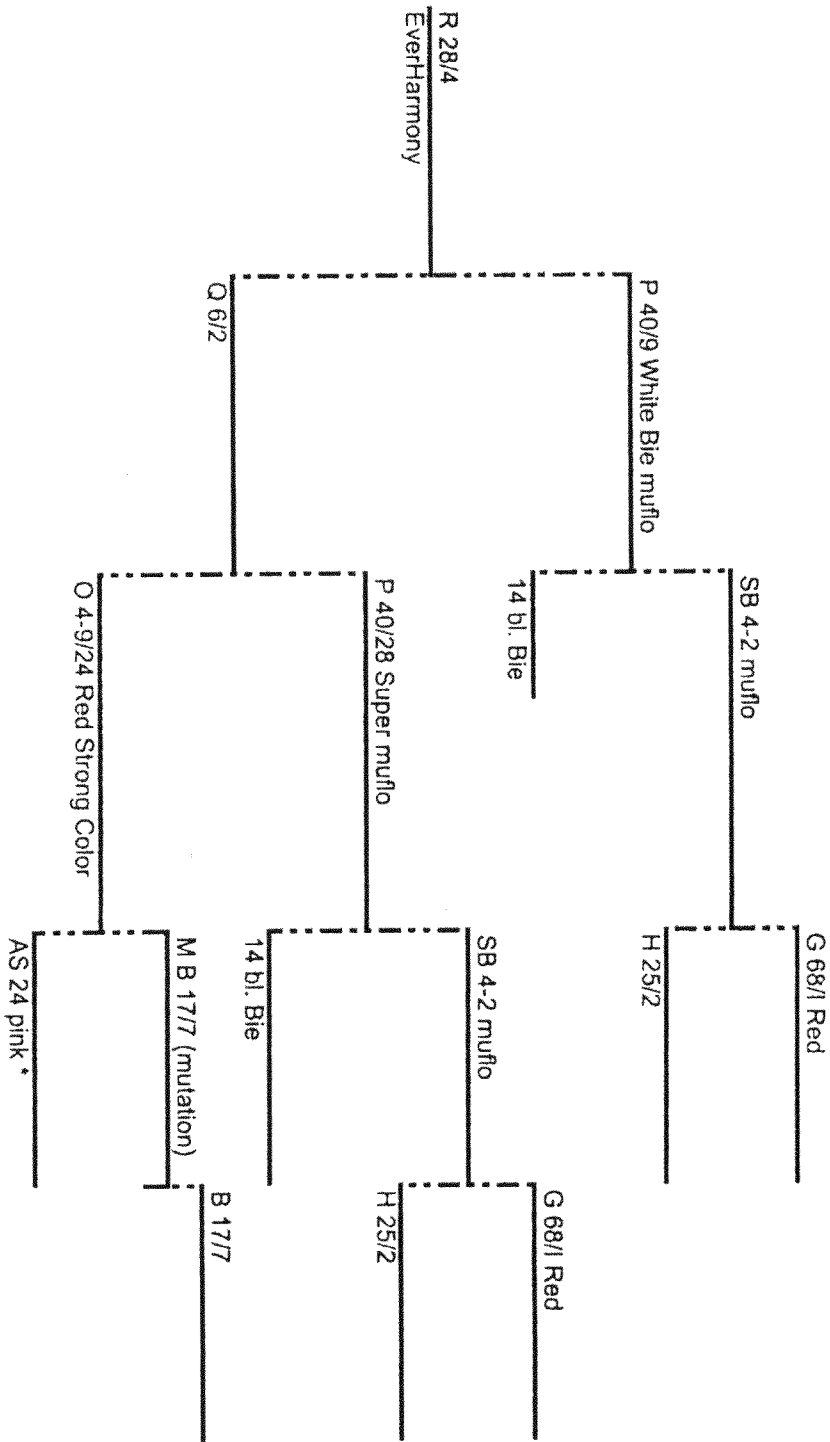 G 68/I Red
SB 4-2 muflo
P 40/9 White Bie muflo
H 25/2
G 68/I Red
14 bl. Bie
SB 4-2 muflo
R 28/4
EverHarmony
P 40/28 Super muflo
H 25/2
14 bl. Bie
Q 6/2
B 17/7
M B 17/7 (mutation)
O 4-9/24 Red Strong Color
AS 24 pink *